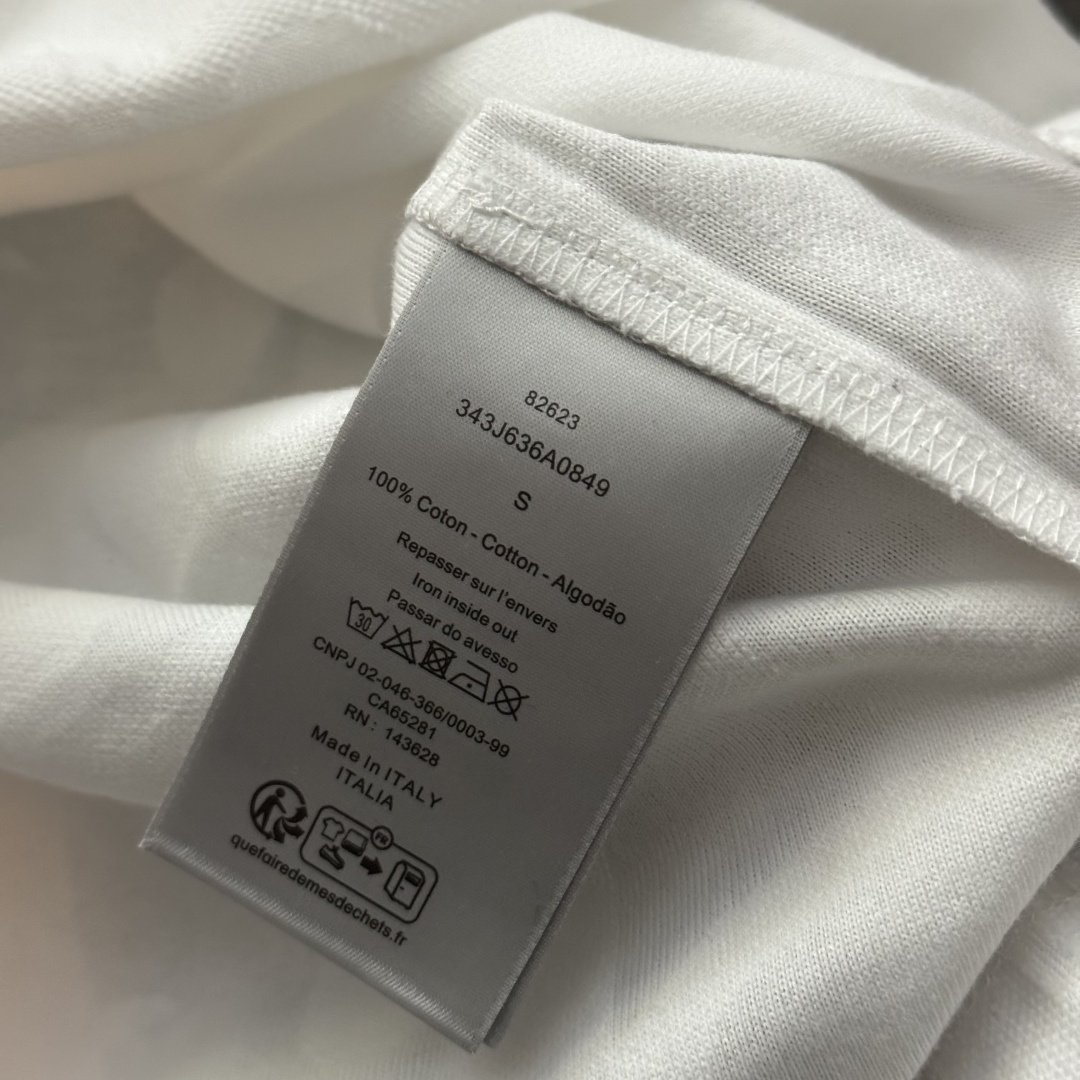 82623
343J636A0849
S
100% Coton - Cotton - Algodão
Repasser sur l'envers
Iron inside out
Passar do avesso
30
CNPJ 02-046-366/0003-99
CA65281
RN : 143628
Made in ITALY
ITALIA
FR
quefairedemesdechets.fr